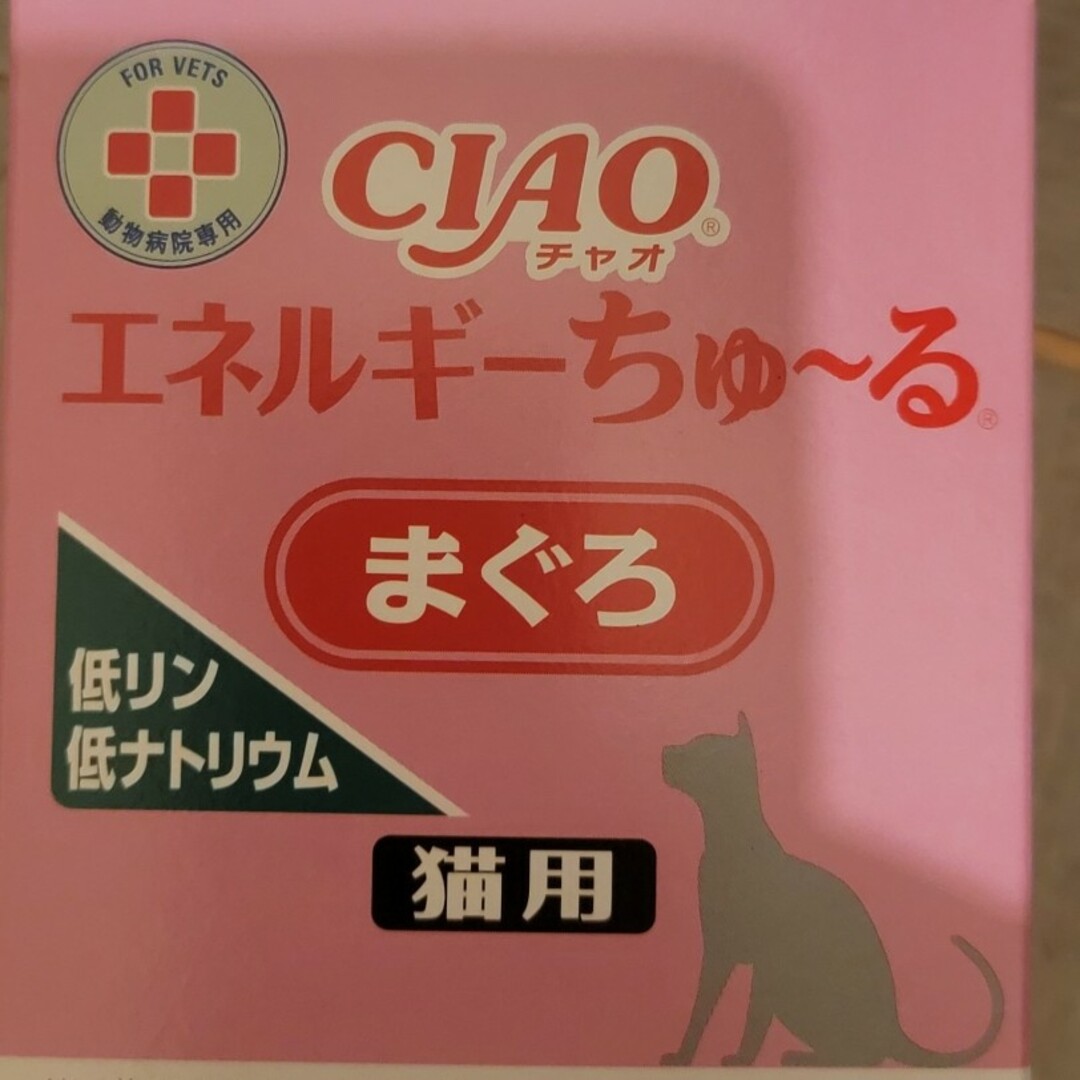 FOR VETS
動物病院専用
CIAO®
チャオ
エネルギーちゅ～る®
まぐろ
低リン
低ナトリウム
猫用